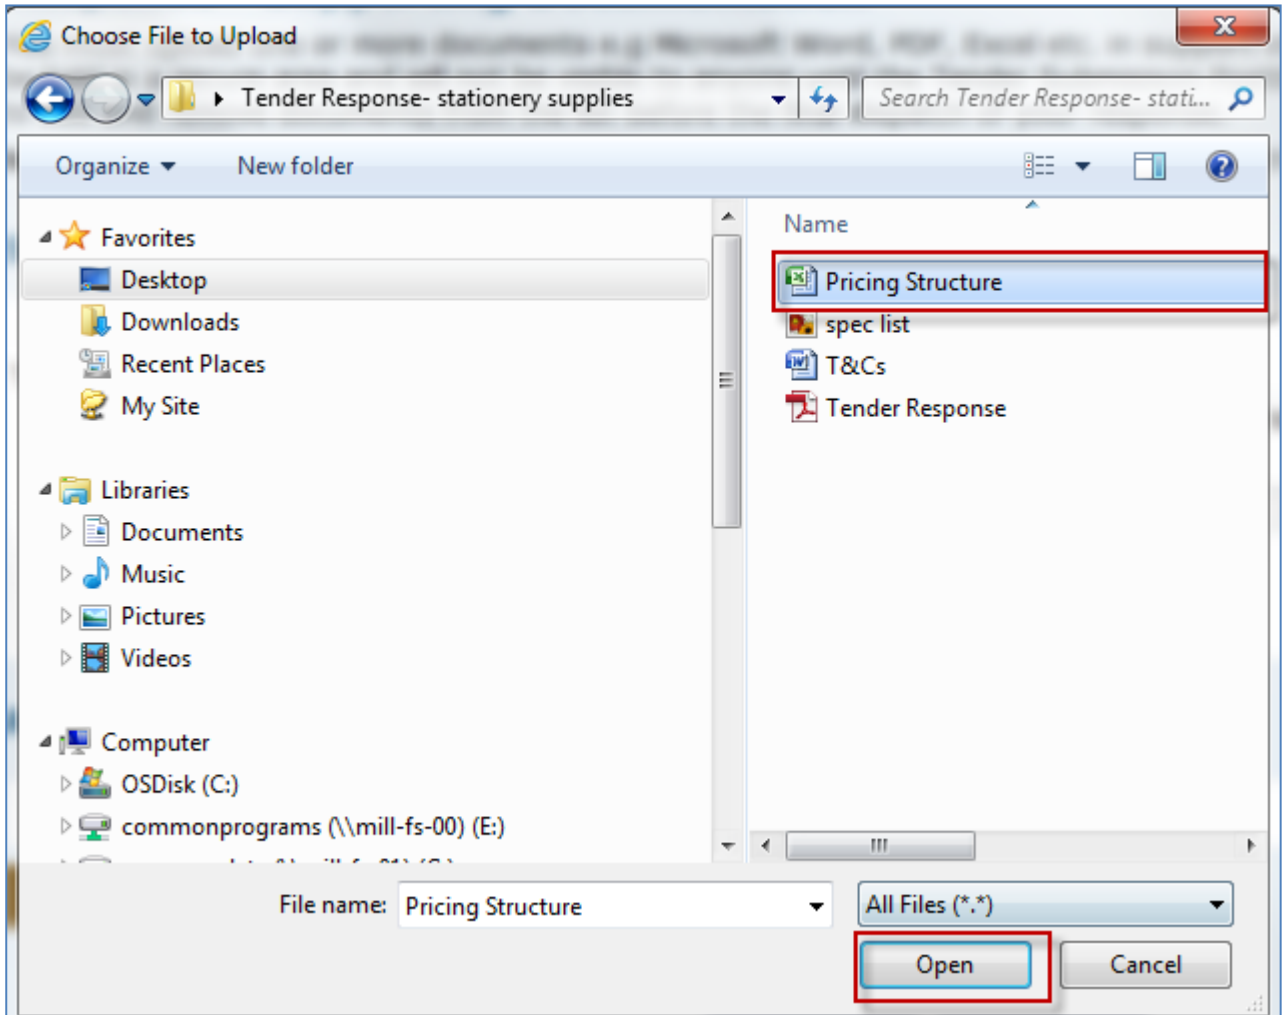 Choose File to Upload
Tender Response- stationery supplies
Search Tender Response- stati...
Organize
New folder
Favorites
Desktop
Downloads
Recent Places
My Site
Libraries
Documents
Music
Pictures
Videos
Computer
OSDisk (C:)
commonprograms (\\mill-fs-00) (E:)
Name
Pricing Structure
spec list
T&Cs
Tender Response
File name: Pricing Structure
All Files (*.*)
Open
Cancel